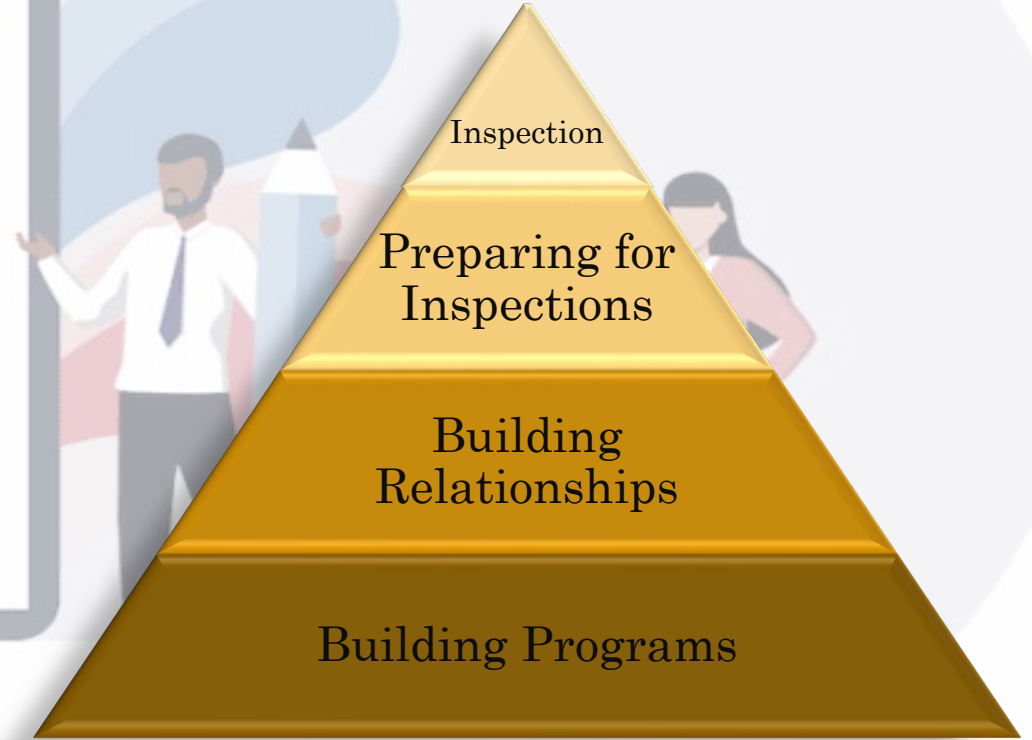 Inspection
Preparing for
Inspections
Building
Relationships
Building Programs